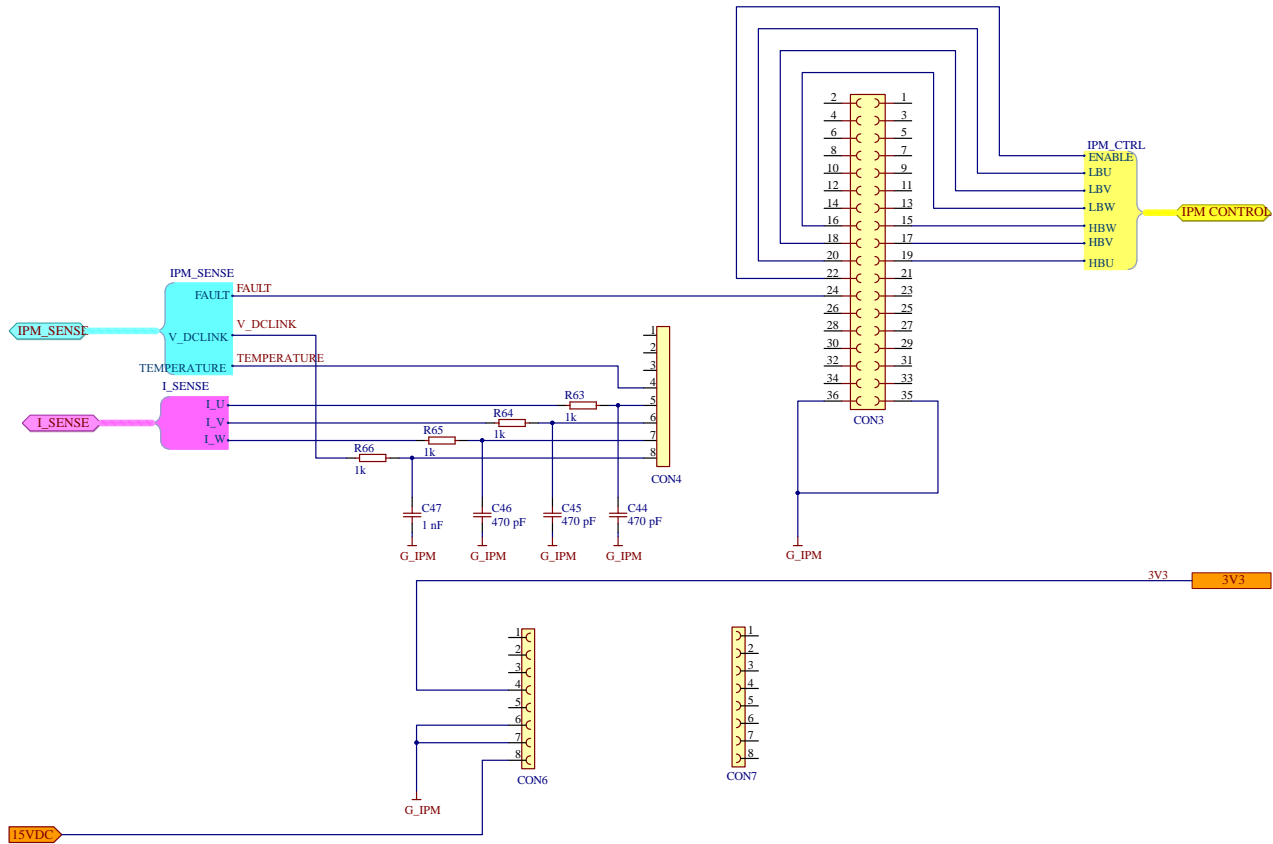 2 1
4 3
6 5
8 7
10 9
12 11
14 13
16 15
18 17
20 19
22 21
24 23
26 25
28 27
30 29
32 31
34 33
36 35
CON3
IPM_CTRL
ENABLE
LBU
LBV
LBW
HBW
HBV
HBU
IPM CONTROL
IPM_SENSE
FAULT FAULT
V_DCLINK V_DCLINK
TEMPERATURE TEMPERATURE
IPM_SENSE
I_SENSE
I_U
I_V
I_W
I_SENSE
R63
1k
R64
1k
R65
1k
R66
1k
1
2
3
4
5
6
7
8
CON4
C47
1 nF
C46
470 pF
C45
470 pF
C44
470 pF
G_IPM G_IPM G_IPM G_IPM G_IPM
3V3 3V3
1
2
3
4
5
6
7
8
CON6
1
2
3
4
5
6
7
8
CON7
G_IPM
15VDC